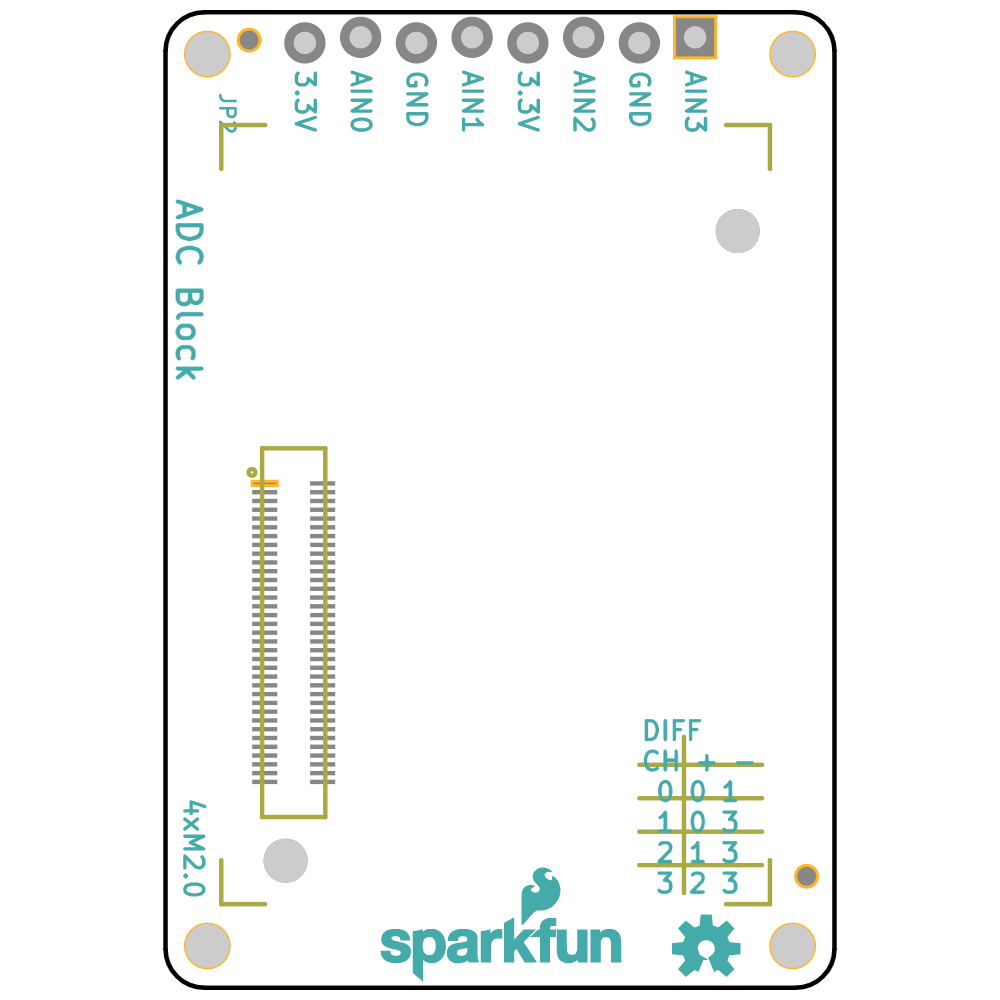 3.3V
AIN0
GND
AIN1
3.3V
AIN2
GND
AIN3
JP2
ADC Block
4xM2.0
DIFF
CH + −
0 0 1
1 0 3
2 1 3
3 2 3
sparkfun